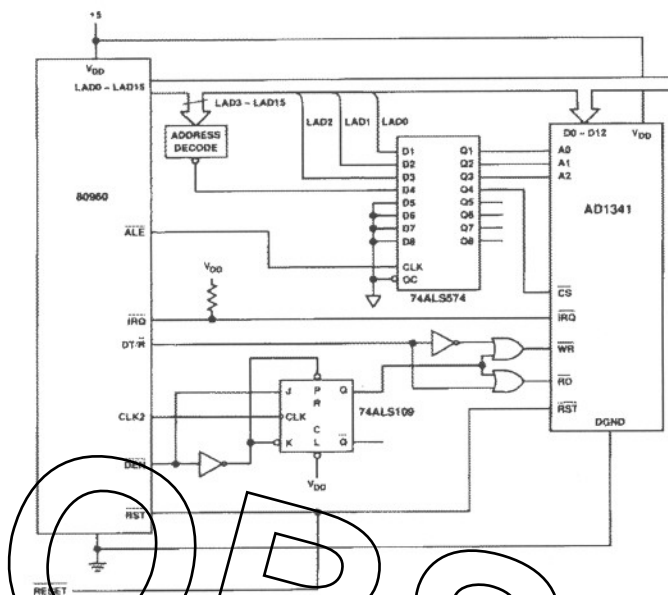 +5
VDD
LAD0 – LAD15
LAD3 – LAD15
ADDRESS
DECODE
LAD2
LAD1
LAD0
D0 – D12
VDD
80960
D1
D2
D3
D4
D5
D6
D7
D8
CLK
OC
Q1
Q2
Q3
Q4
Q5
Q6
Q7
Q8
74ALS574
A0
A1
A2
AD1341
ALE
CS
VDD
IRQ
IRQ
DT/R
WR
RD
RST
DGND
CLK2
J
P
R
Q
CLK
74ALS109
K
C
L
Q
VDD
DEN
RST
RESET